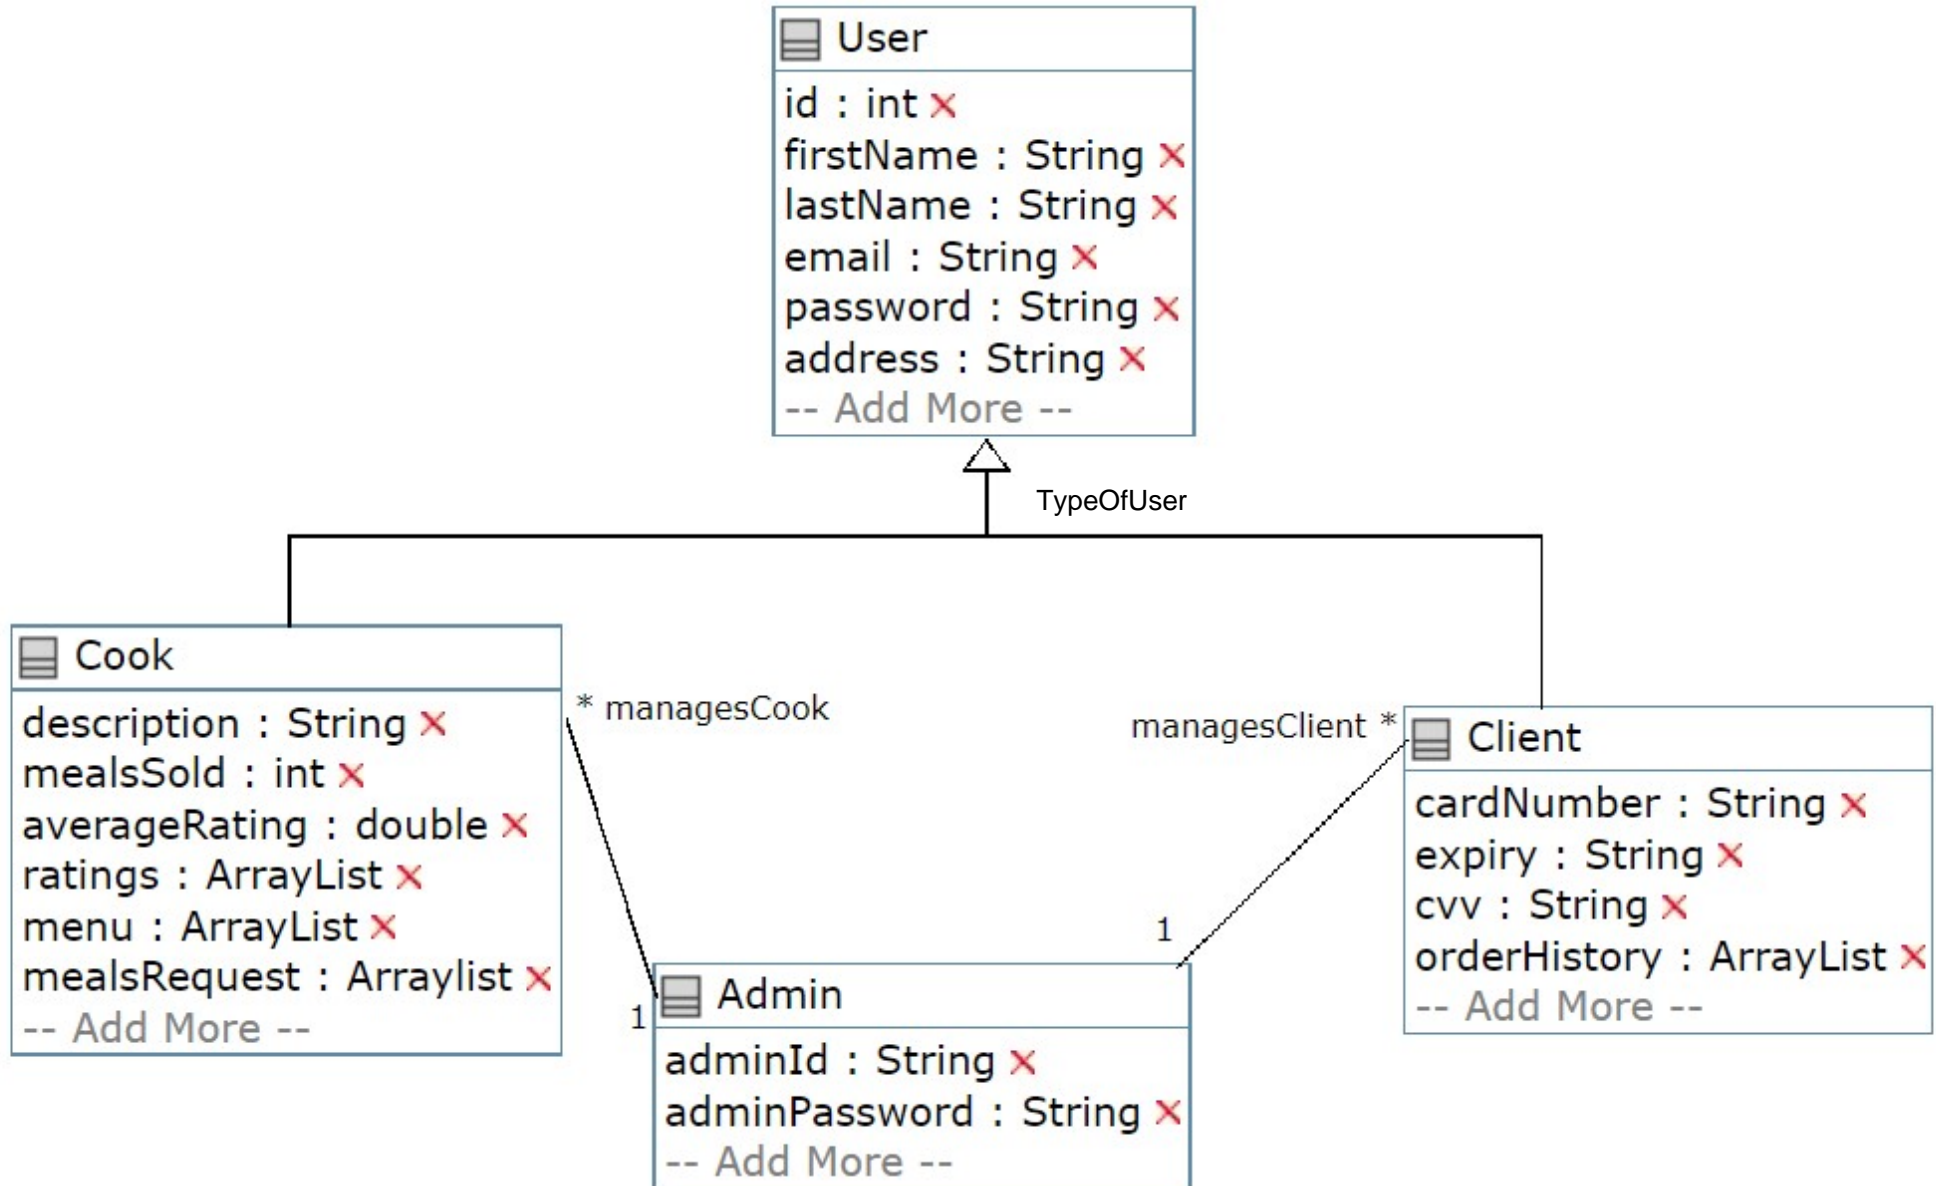 User
id : int
firstName : String
lastName : String
email : String
password : String
address : String
-- Add More --
TypeOfUser
Cook
description : String
mealsSold : int
averageRating : double
ratings : ArrayList
menu : ArrayList
mealsRequest : Arraylist
-- Add More --
* managesCook
managesClient *
Client
cardNumber : String
expiry : String
cvv : String
orderHistory : ArrayList
-- Add More --
1
1
Admin
adminId : String
adminPassword : String
-- Add More --